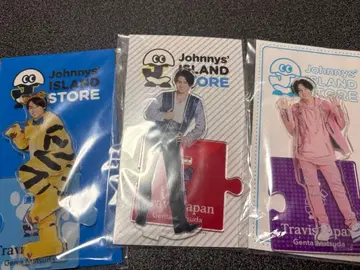 Johnnys'
ISLAND
STORE
Travis Japan
Genta Matsuda
Johnnys'
ISLAND
STORE
Travis Japan
Genta Matsuda
Johnnys'
ISLAND
STORE
Travis Japan
Genta Matsuda